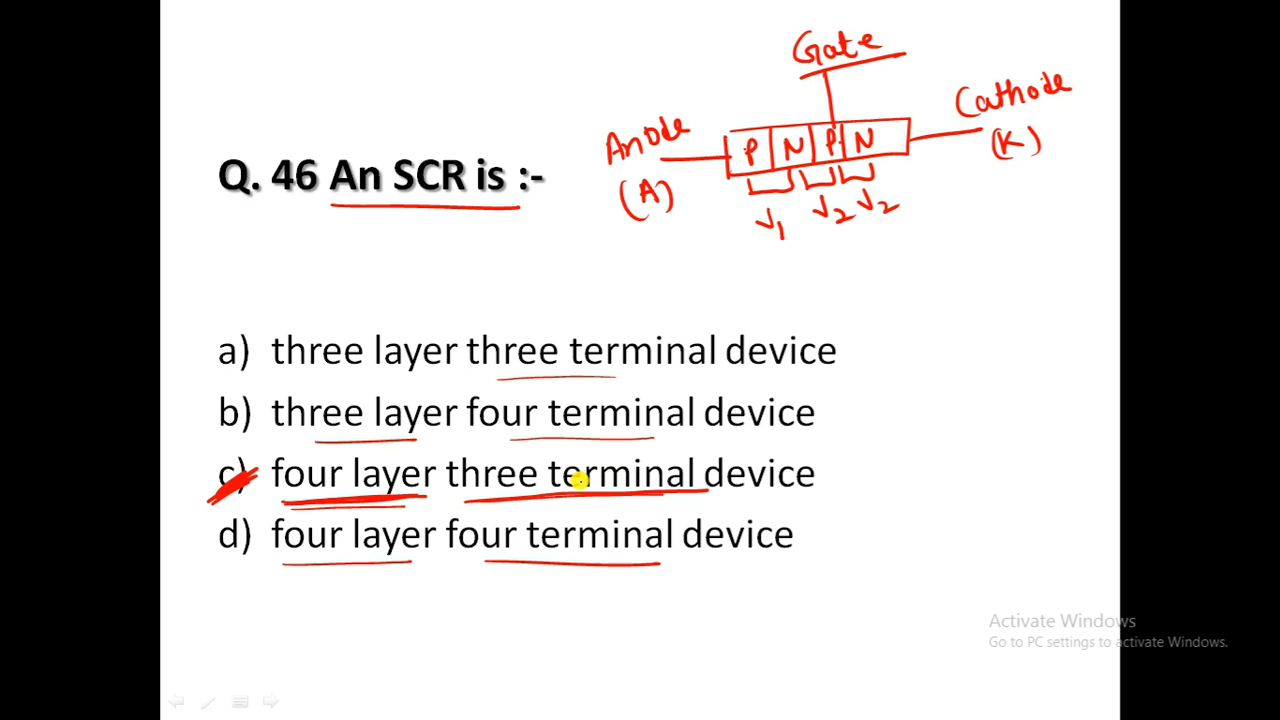 Gate
Cathode
(K)
Anode
(A)
P N P N
J1 J2 J2
Q. 46 An SCR is :-
a) three layer three terminal device
b) three layer four terminal device
c) four layer three terminal device
d) four layer four terminal device
Activate Windows
Go to PC settings to activate Windows.